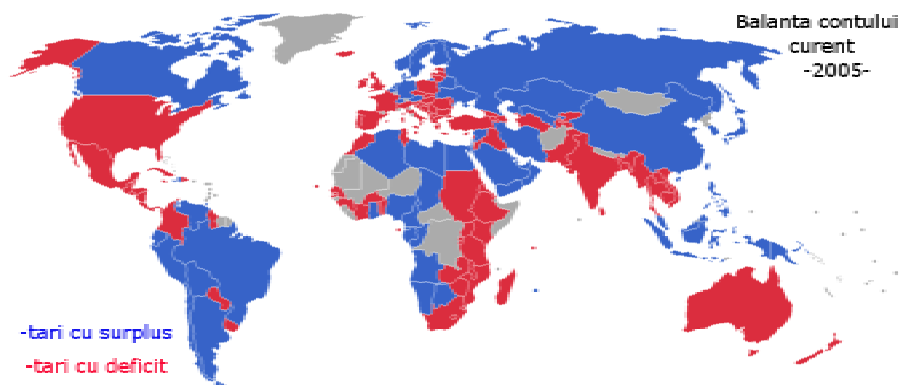 Balanta contului
curent
-2005-
-tari cu surplus
-tari cu deficit